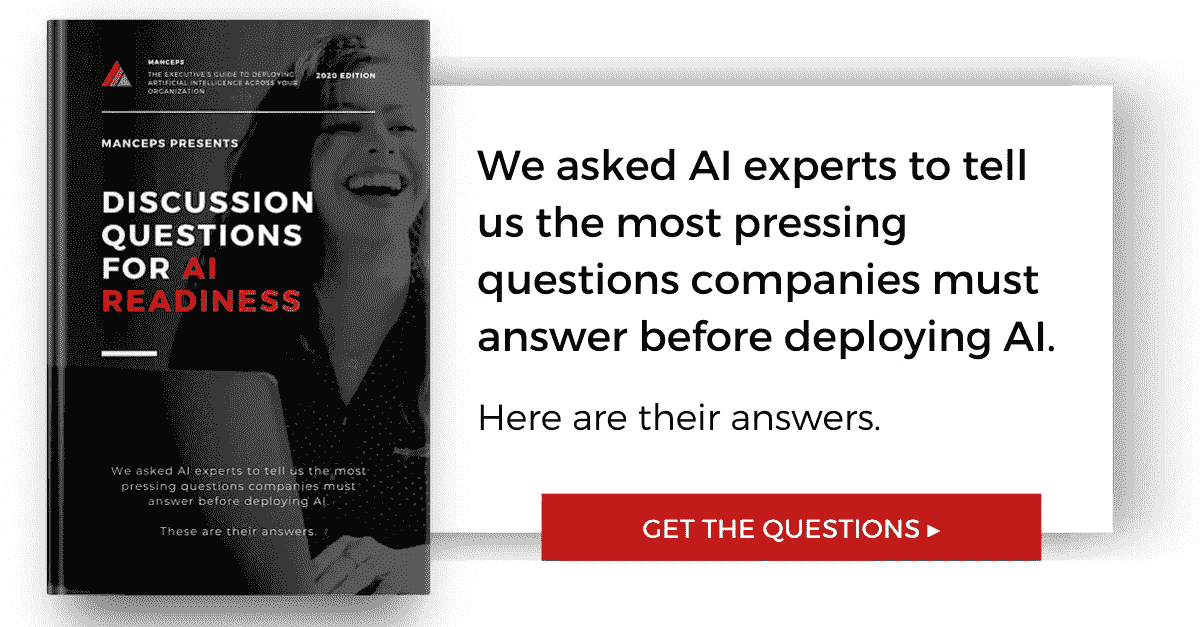 MANCEPS
THE EXECUTIVE'S GUIDE TO DEPLOYING
ARTIFICIAL INTELLIGENCE ACROSS YOUR
ORGANIZATION
2020 EDITION
MANCEPS PRESENTS
DISCUSSION
QUESTIONS
FOR AI
READINESS
We asked AI experts to tell us the most
pressing questions companies must
answer before deploying AI.
These are their answers.
We asked AI experts to tell
us the most pressing
questions companies must
answer before deploying AI.
Here are their answers.
GET THE QUESTIONS ▸